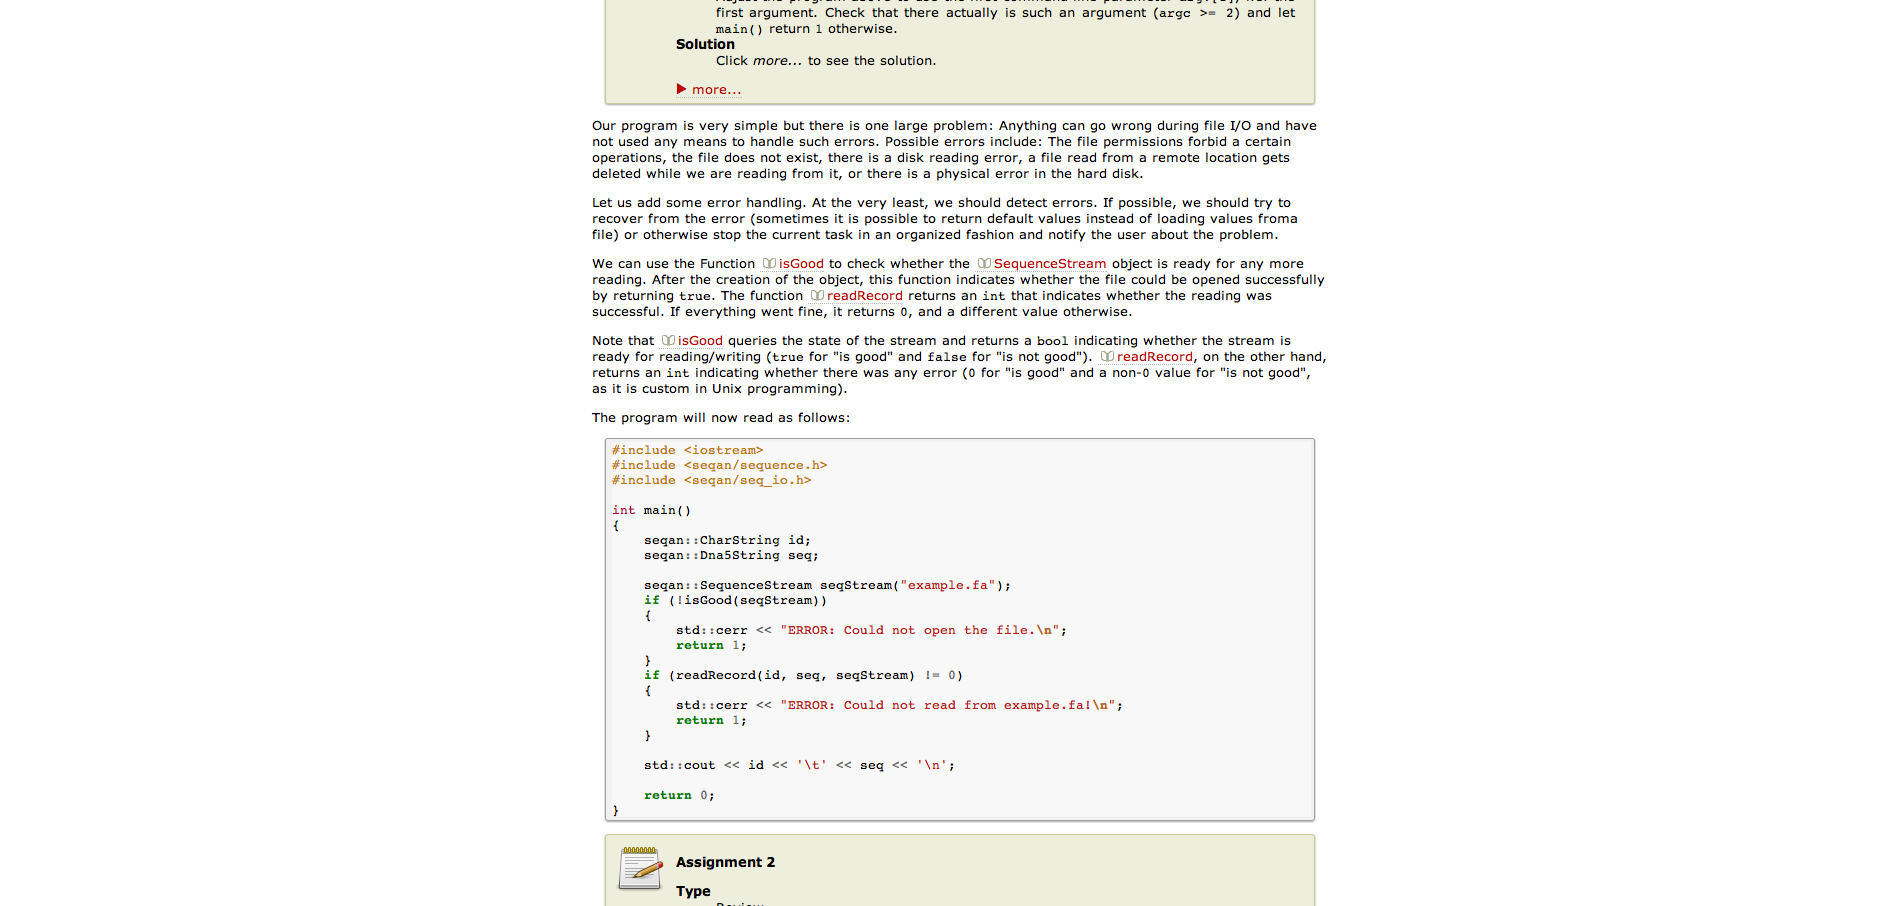 first argument. Check that there actually is such an argument (argc >= 2) and let
main() return 1 otherwise.
Solution
Click more... to see the solution.
more...
Our program is very simple but there is one large problem: Anything can go wrong during file I/O and have
not used any means to handle such errors. Possible errors include: The file permissions forbid a certain
operations, the file does not exist, there is a disk reading error, a file read from a remote location gets
deleted while we are reading from it, or there is a physical error in the hard disk.
Let us add some error handling. At the very least, we should detect errors. If possible, we should try to
recover from the error (sometimes it is possible to return default values instead of loading values froma
file) or otherwise stop the current task in an organized fashion and notify the user about the problem.
We can use the Function isGood to check whether the SequenceStream object is ready for any more
reading. After the creation of the object, this function indicates whether the file could be opened successfully
by returning true. The function readRecord returns an int that indicates whether the reading was
successful. If everything went fine, it returns 0, and a different value otherwise.
Note that isGood queries the state of the stream and returns a bool indicating whether the stream is
ready for reading/writing (true for "is good" and false for "is not good"). readRecord, on the other hand,
returns an int indicating whether there was any error (0 for "is good" and a non-0 value for "is not good",
as it is custom in Unix programming).
The program will now read as follows:
#include <iostream>
#include <seqan/sequence.h>
#include <seqan/seq_io.h>
int main()
{
seqan::CharString id;
seqan::Dna5String seq;
seqan::SequenceStream seqStream("example.fa");
if (!isGood(seqStream))
{
std::cerr << "ERROR: Could not open the file.\n";
return 1;
}
if (readRecord(id, seq, seqStream) != 0)
{
std::cerr << "ERROR: Could not read from example.fa!\n";
return 1;
}
std::cout << id << '\t' << seq << '\n';
return 0;
}
Assignment 2
Type